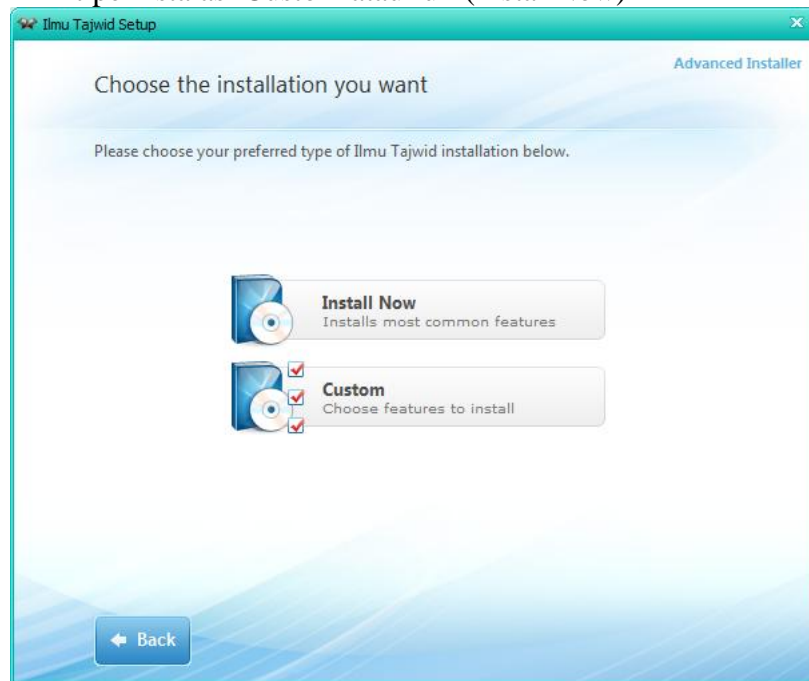 Ilmu Tajwid Setup
Advanced Installer
Choose the installation you want
Please choose your preferred type of Ilmu Tajwid installation below.
Install Now
Installs most common features
Custom
Choose features to install
Back